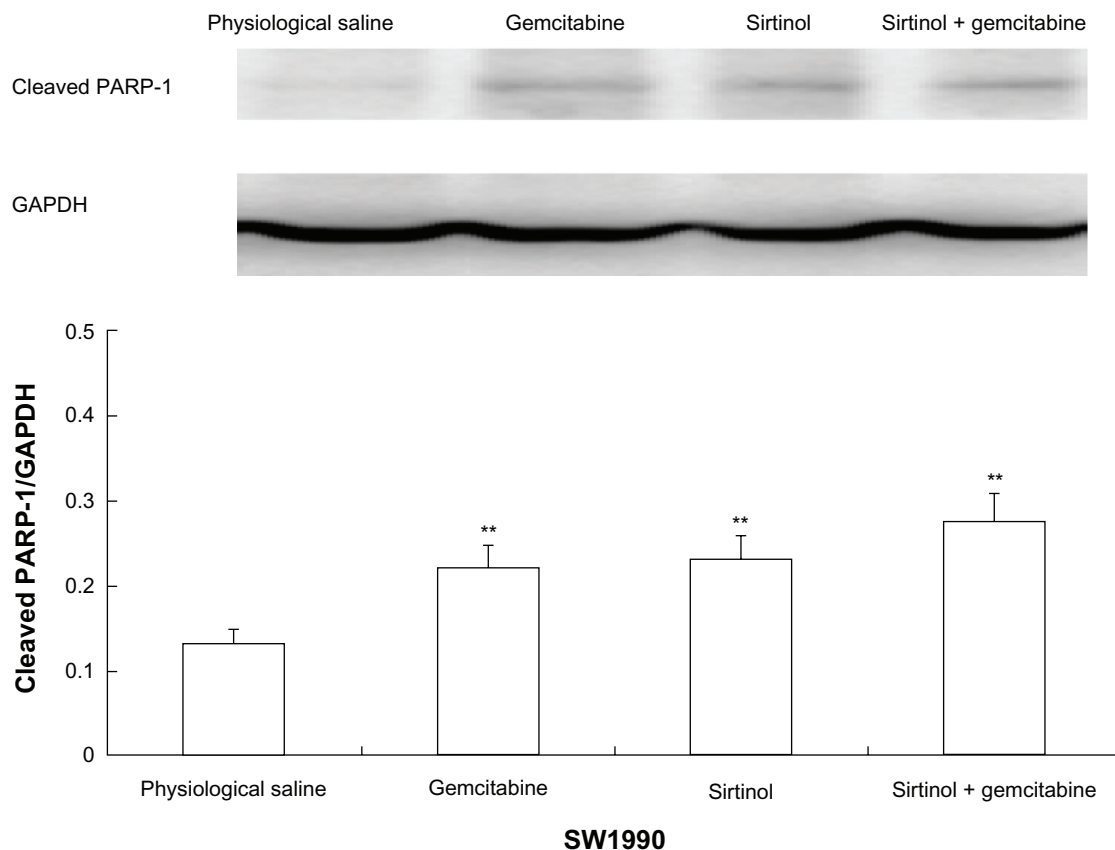 Physiological saline Gemcitabine Sirtinol Sirtinol + gemcitabine
Cleaved PARP-1
GAPDH
0.5
0.4
0.3
0.2
0.1
0
Cleaved PARP-1/GAPDH
** ** **
Physiological saline Gemcitabine Sirtinol Sirtinol + gemcitabine
SW1990